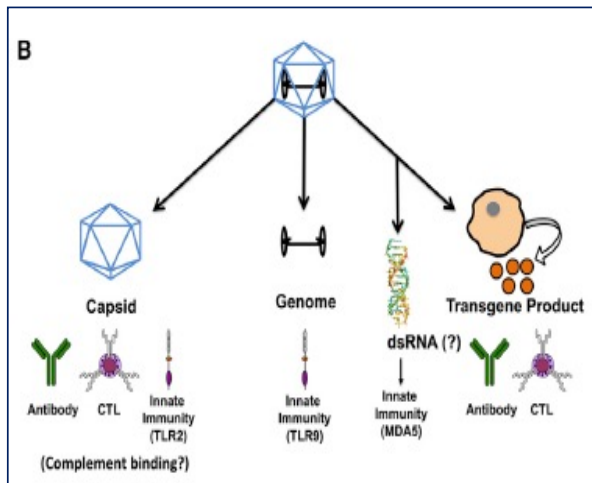 B
Capsid
Genome
dsRNA (?)
Transgene Product
Antibody
CTL
Innate
Immunity
(TLR2)
Innate
Immunity
(TLR9)
Innate
Immunity
(MDA5)
Antibody
CTL
(Complement binding?)